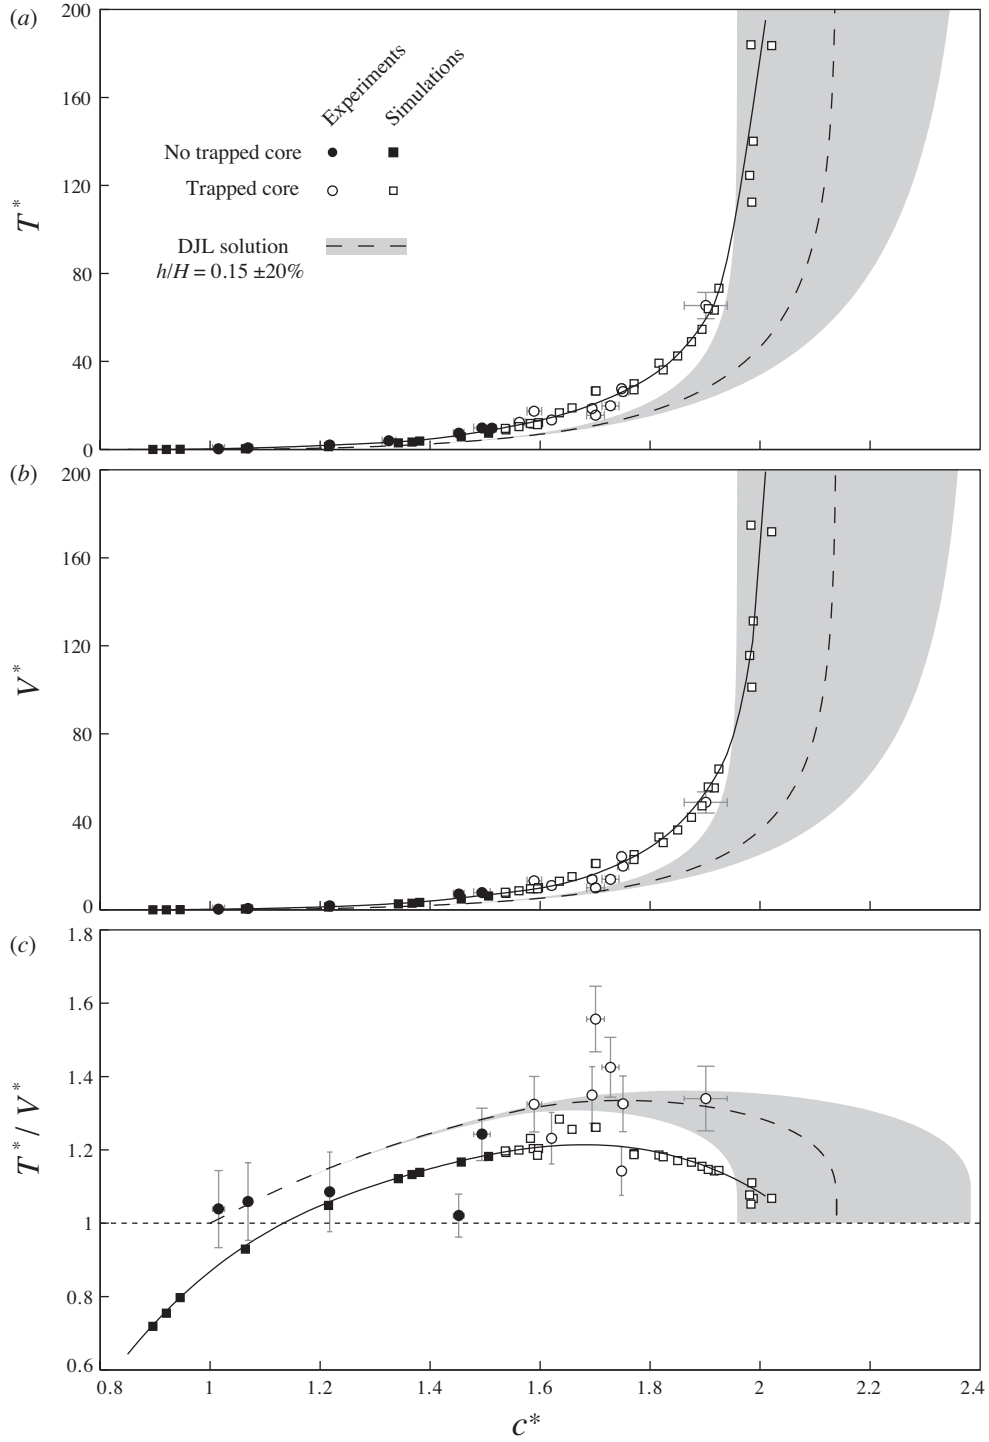 (a)
200
160
120
80
40
0
T*
Experiments
Simulations
No trapped core
Trapped core
DJL solution
h/H = 0.15 ±20%
(b)
200
160
120
80
40
0
V*
(c)
1.8
1.6
1.4
1.2
1
0.8
0.6
T* / V*
0.8 1 1.2 1.4 1.6 1.8 2 2.2 2.4
c*